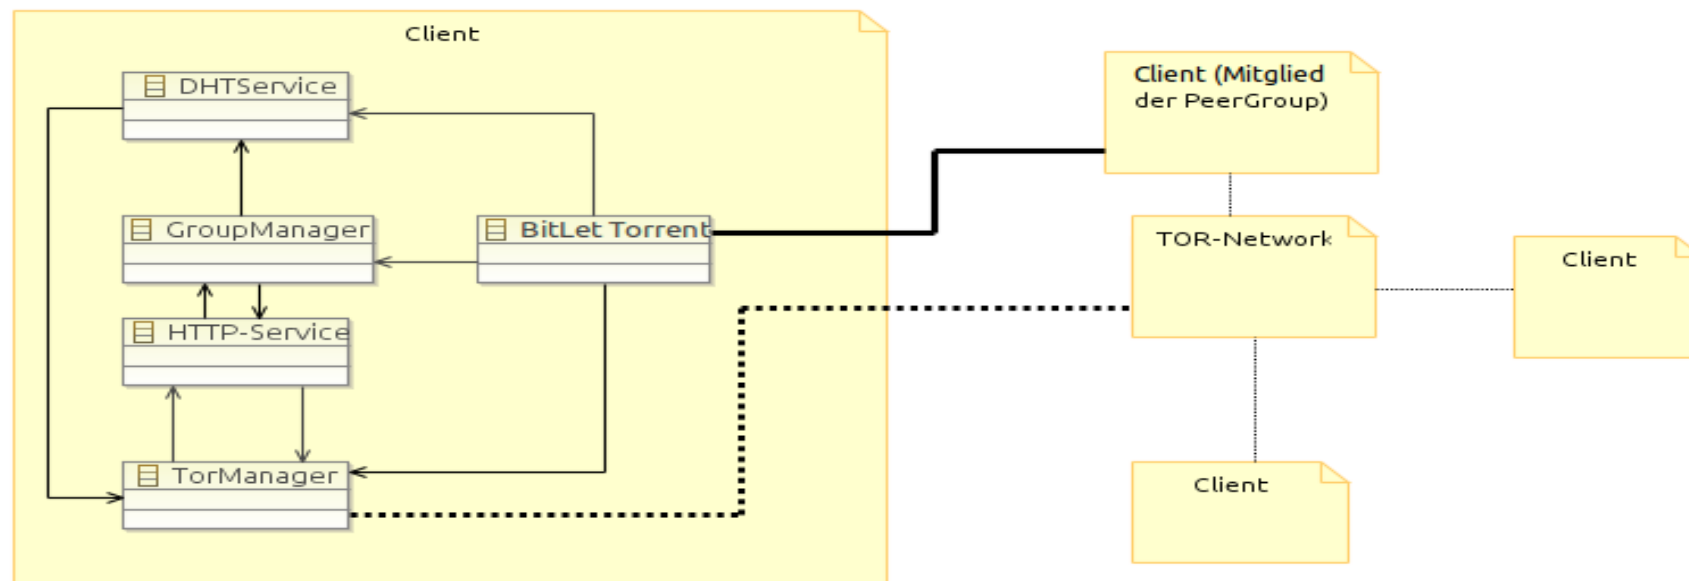 Client
DHTService
GroupManager
BitLet Torrent
HTTP-Service
TorManager
Client (Mitglied
der PeerGroup)
TOR-Network
Client
Client